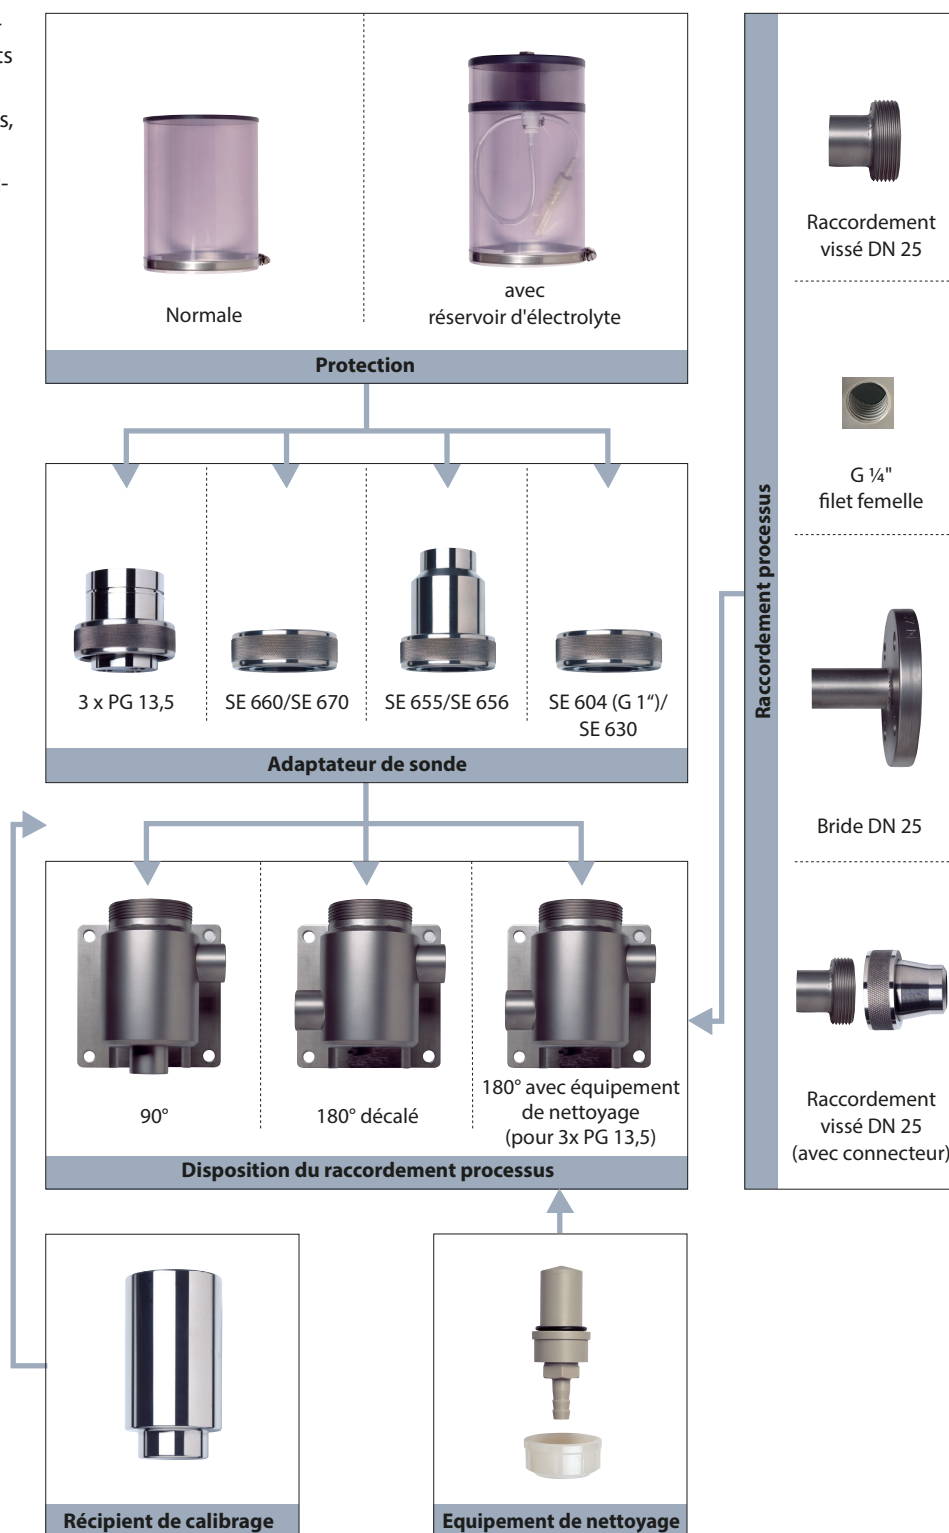 ts
s,
-
Normale
avec
réservoir d'électrolyte
Protection
3 x PG 13,5
SE 660/SE 670
SE 655/SE 656
SE 604 (G 1“)/
SE 630
Adaptateur de sonde
90°
180° décalé
180° avec équipement
de nettoyage
(pour 3x PG 13,5)
Disposition du raccordement processus
Récipient de calibrage
Equipement de nettoyage
Raccordement processus
Raccordement
vissé DN 25
G ¼"
filet femelle
Bride DN 25
Raccordement
vissé DN 25
(avec connecteur)